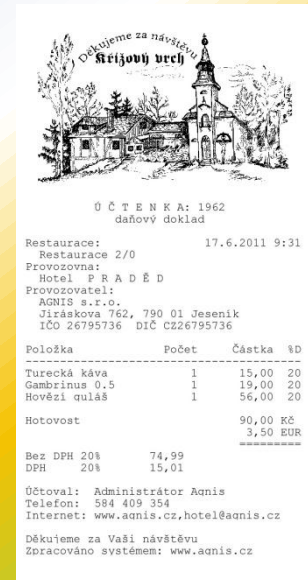 Děkujeme za návštěvu
Křížový vrch
Ú Č T E N K A: 1962
daňový doklad
Restaurace: 17.6.2011 9:31
Restaurace 2/0
Provozovna:
Hotel P R A D Ě D
Provozovatel:
AGNIS s.r.o.
Jiráskova 762, 790 01 Jeseník
IČO 26795736 DIČ CZ26795736
Položka Počet Částka %D
Turecká káva 1 15,00 20
Gambrinus 0.5 1 19,00 20
Hovězí guláš 1 56,00 20
Hotovost 90,00 Kč
3,50 EUR
Bez DPH 20% 74,99
DPH 20% 15,01
Účtoval: Administrátor Agnis
Telefon: 584 409 354
Internet: www.agnis.cz,hotel@agnis.cz
Děkujeme za Vaši návštěvu
Zpracováno systémem: www.agnis.cz